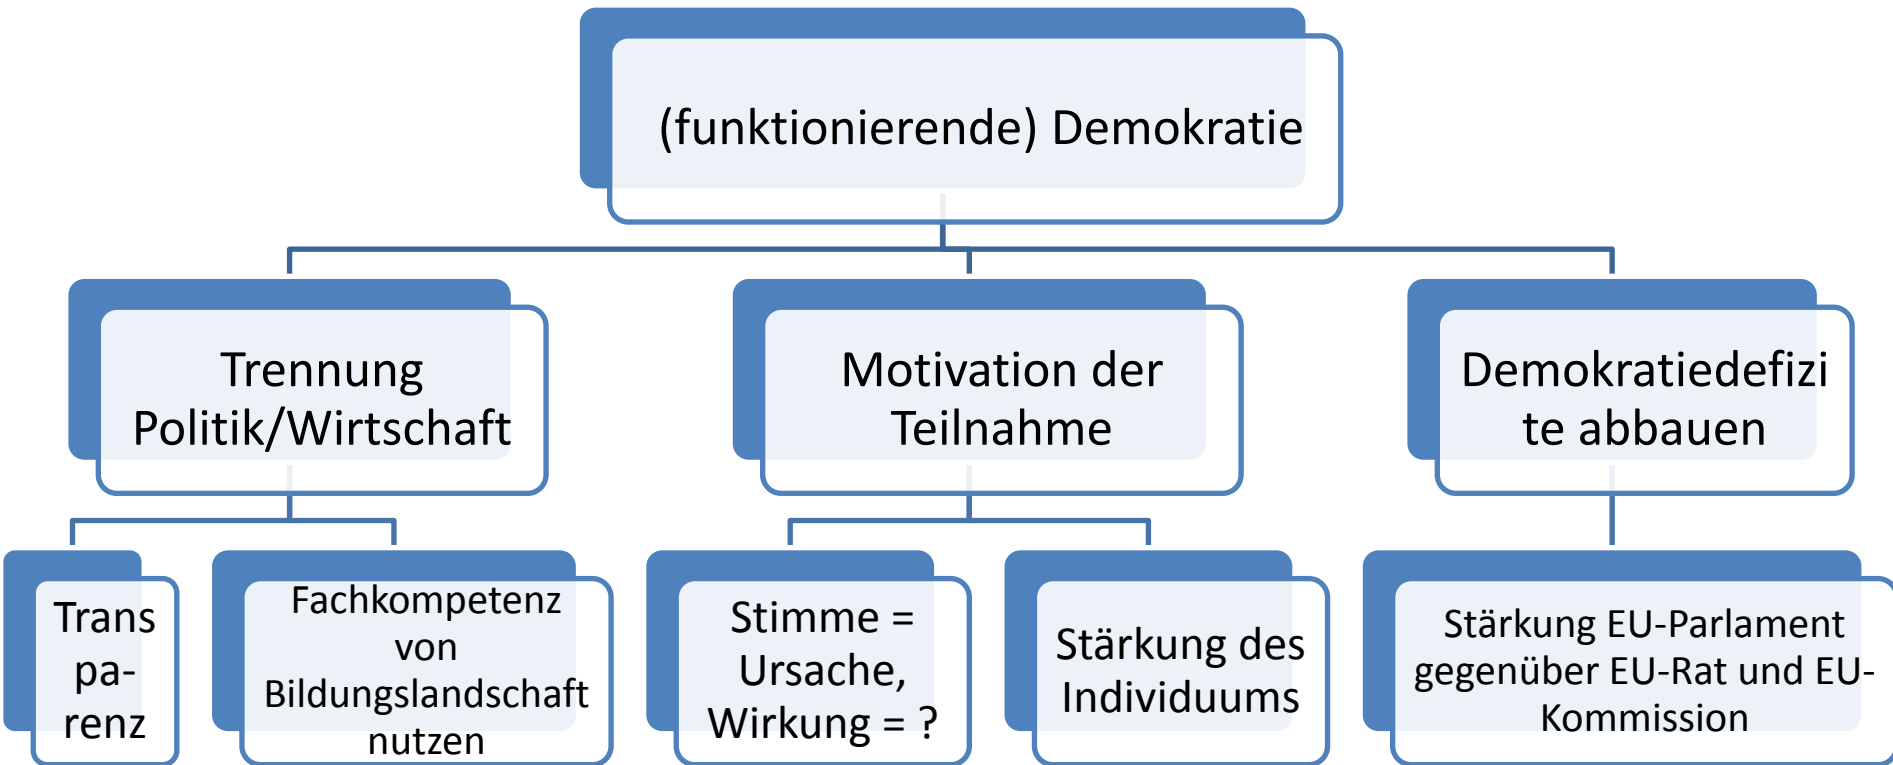 (funktionierende) Demokratie
Trennung
Politik/Wirtschaft
Motivation der
Teilnahme
Demokratiedefizi
te abbauen
Trans
pa-
renz
Fachkompetenz
von
Bildungslandschaft
nutzen
Stimme =
Ursache,
Wirkung = ?
Stärkung des
Individuums
Stärkung EU-Parlament
gegenüber EU-Rat und EU-
Kommission